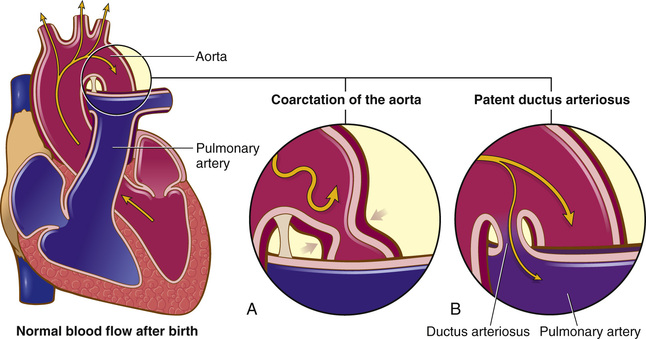 Aorta
Pulmonary
artery
Normal blood flow after birth
Coarctation of the aorta
A
Patent ductus arteriosus
B
Ductus arteriosus
Pulmonary artery